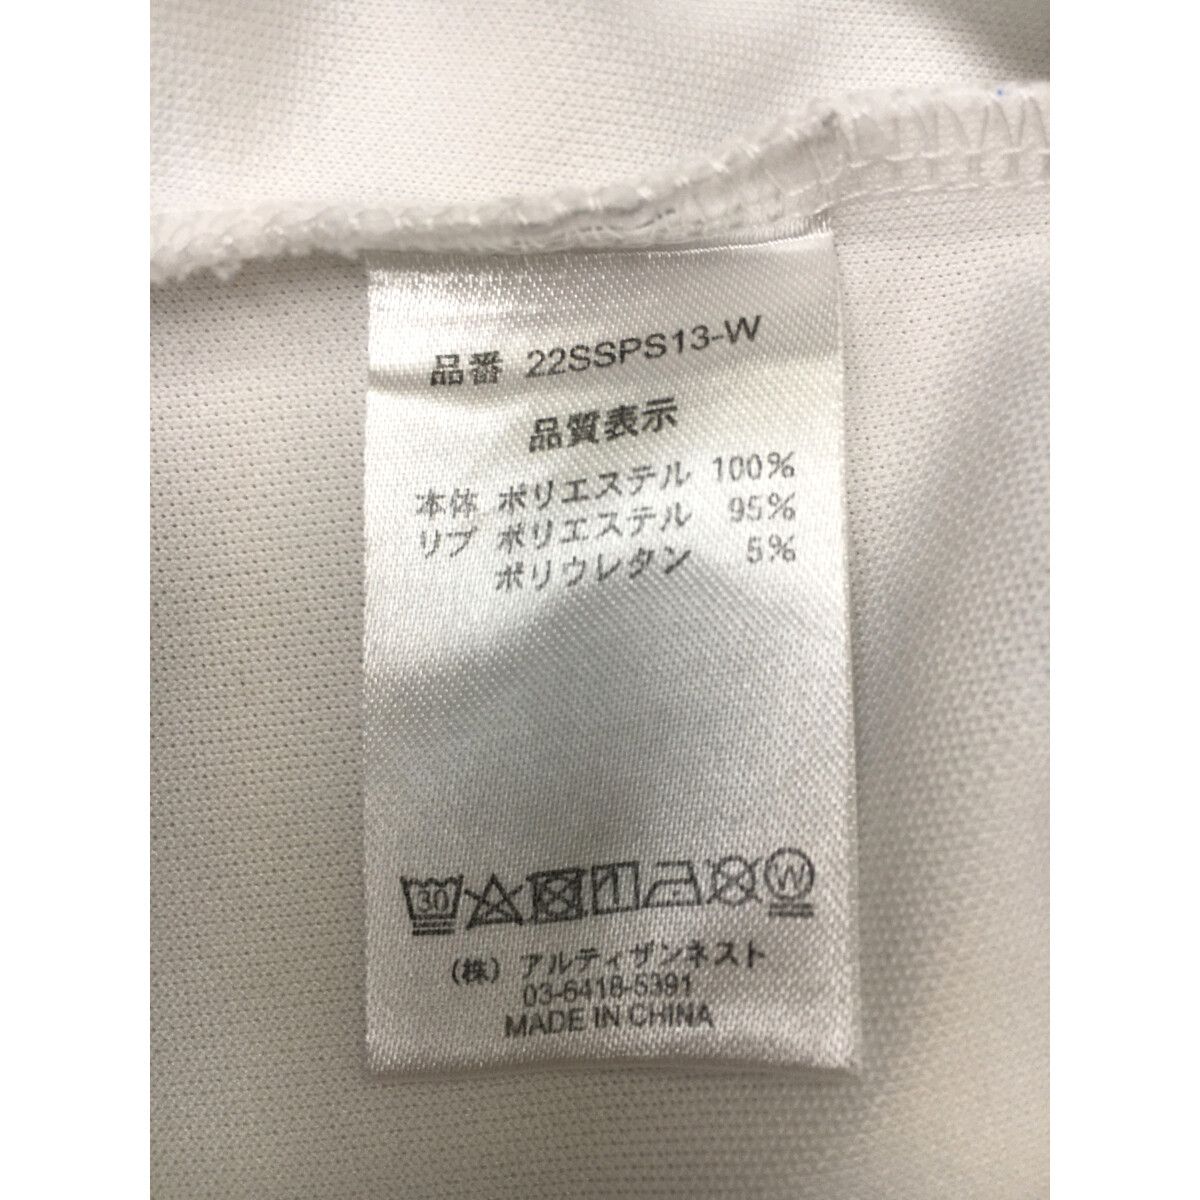 品番 22SSPS13-W
品質表示
本体 ポリエステル 100%
リブ ポリエステル 95%
ポリウレタン 5%
30 W
(株) アルティザンネスト
03-6418-5391
MADE IN CHINA